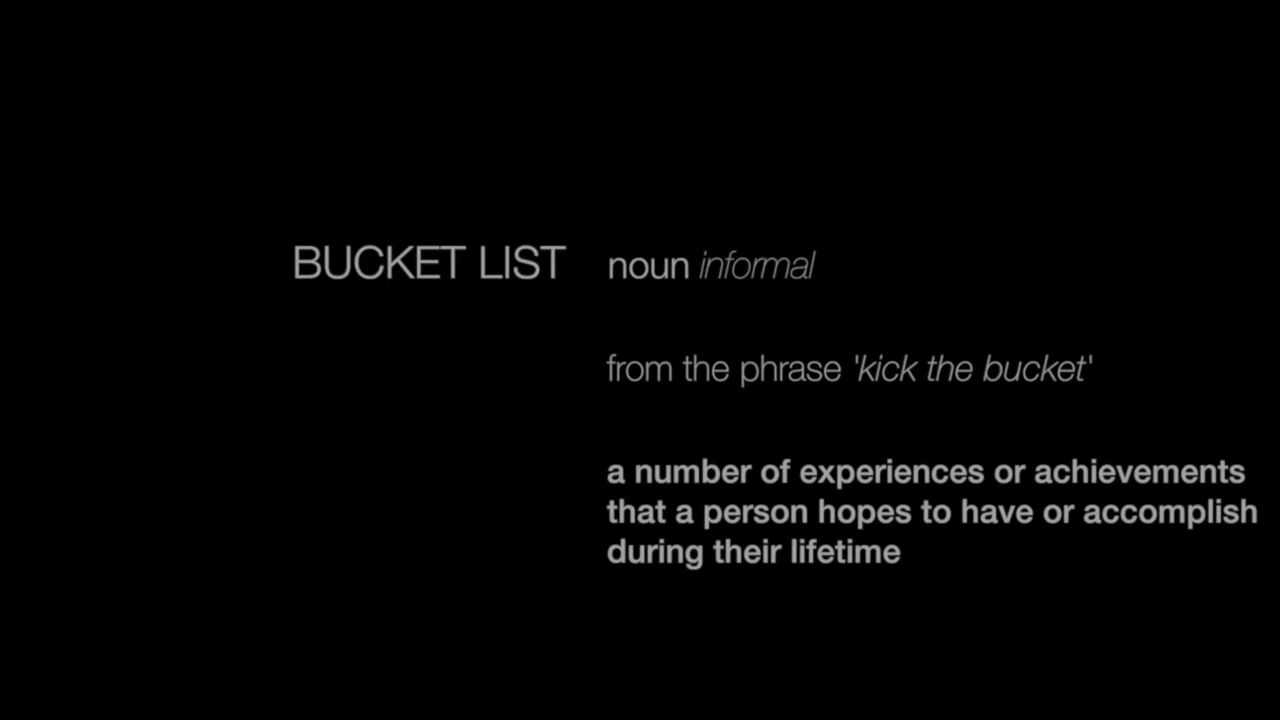 BUCKET LIST noun informal
from the phrase 'kick the bucket'
a number of experiences or achievements
that a person hopes to have or accomplish
during their lifetime